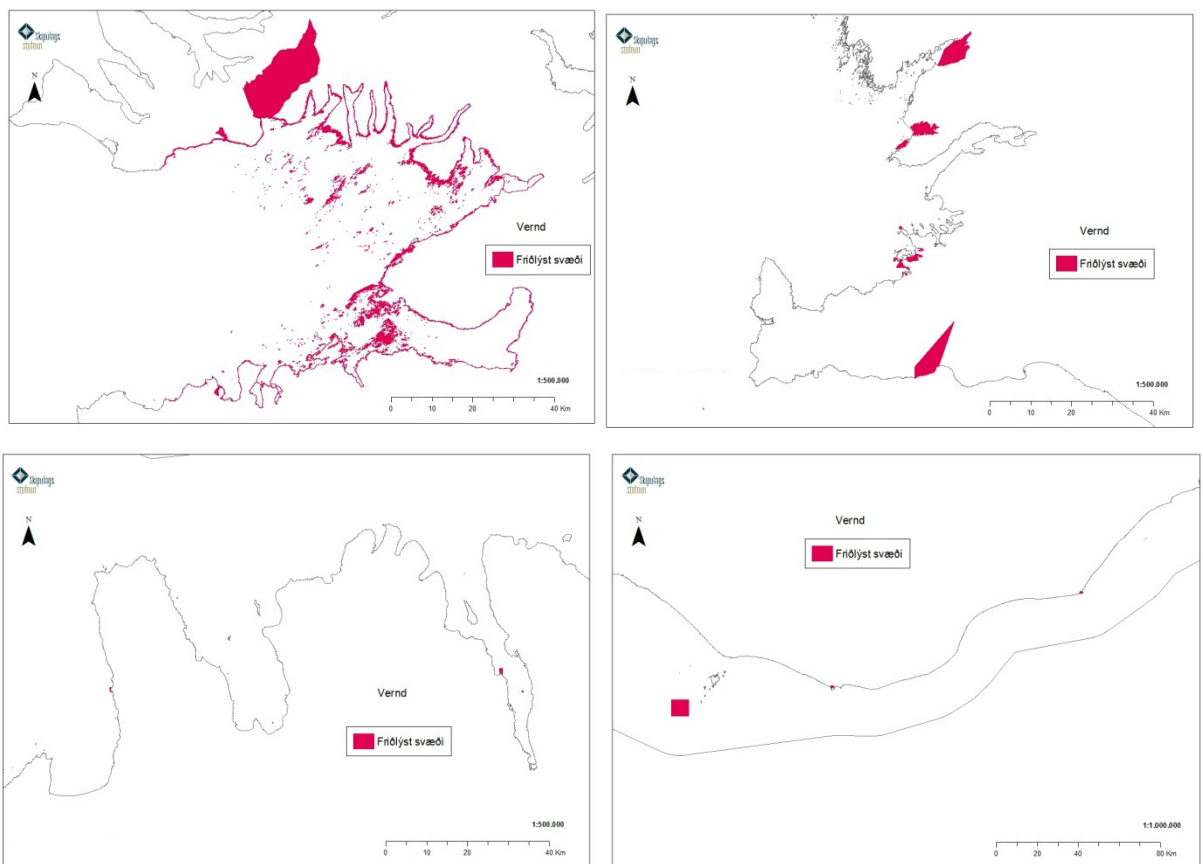 Skipulags
stofnun
N
Vernd
Friðlýst svæði
1:500.000
0 10 20 40 Km
Skipulags
stofnun
N
Vernd
Friðlýst svæði
1:500.000
0 10 20 40 Km
Skipulags
stofnun
N
Vernd
Friðlýst svæði
1:500.000
0 10 20 40 Km
Skipulags
stofnun
N
Vernd
Friðlýst svæði
1:1.000.000
0 20 40 80 Km